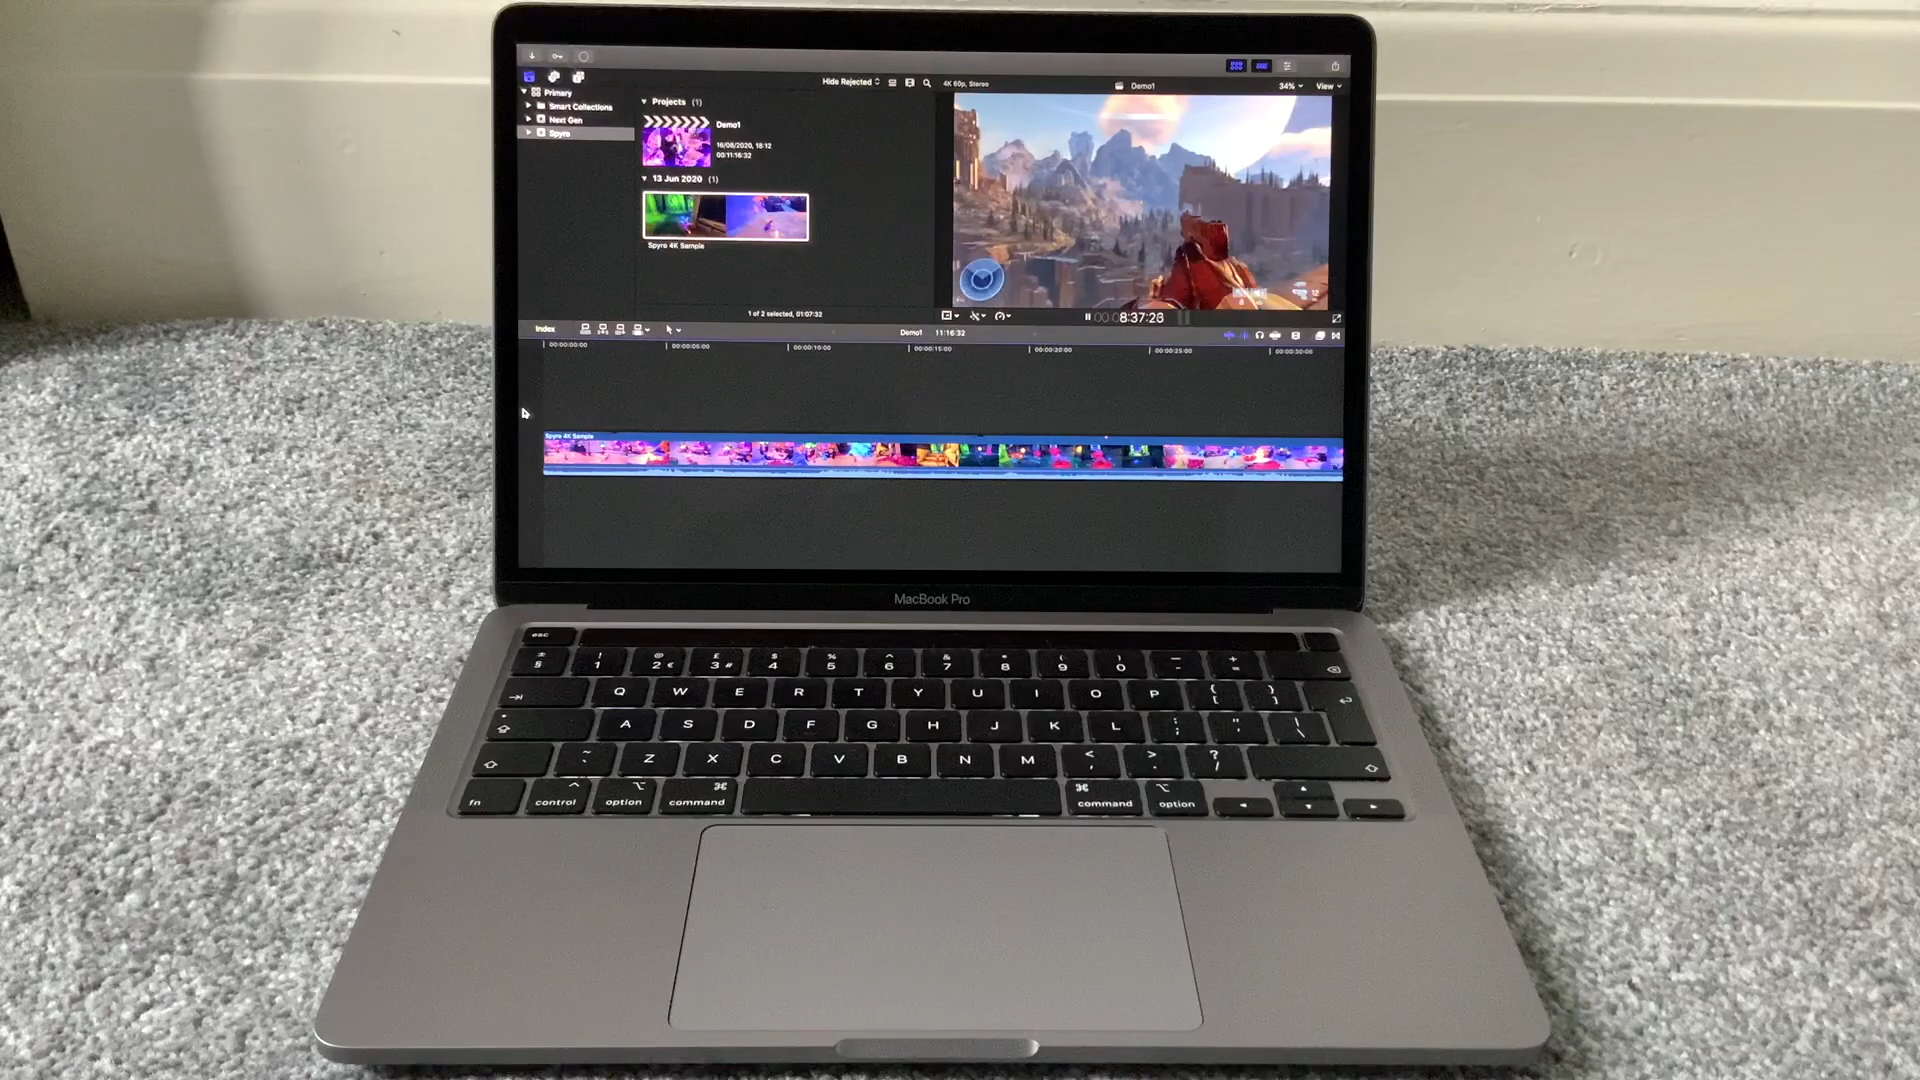 Hide Rejected
4K 60p, Stereo
Demo1
34%
View
Primary
Smart Collections
Next Gen
Spyro
Projects (1)
Demo1
16/08/2020, 18:12
00:11:16:32
13 Jun 2020 (1)
Spyro 4K Sample
1 of 2 selected, 01:07:32
00:00 8:37:26
12
Index
Demo1
11:16:32
00:00:00:00
00:00:05:00
00:00:10:00
00:00:15:00
00:00:20:00
00:00:25:00
00:00:30:00
Spyro 4K Sample
MacBook Pro
esc
± § ! 1 @ 2 € £ 3 # $ 4 % 5 ^ 6 & 7 * 8 ( 9 ) 0 _ - + =
Q W E R T Y U I O P { [ } ]
A S D F G H J K L : ; " ' | \
~ ` Z X C V B N M < , > . ? /
fn control option command command option